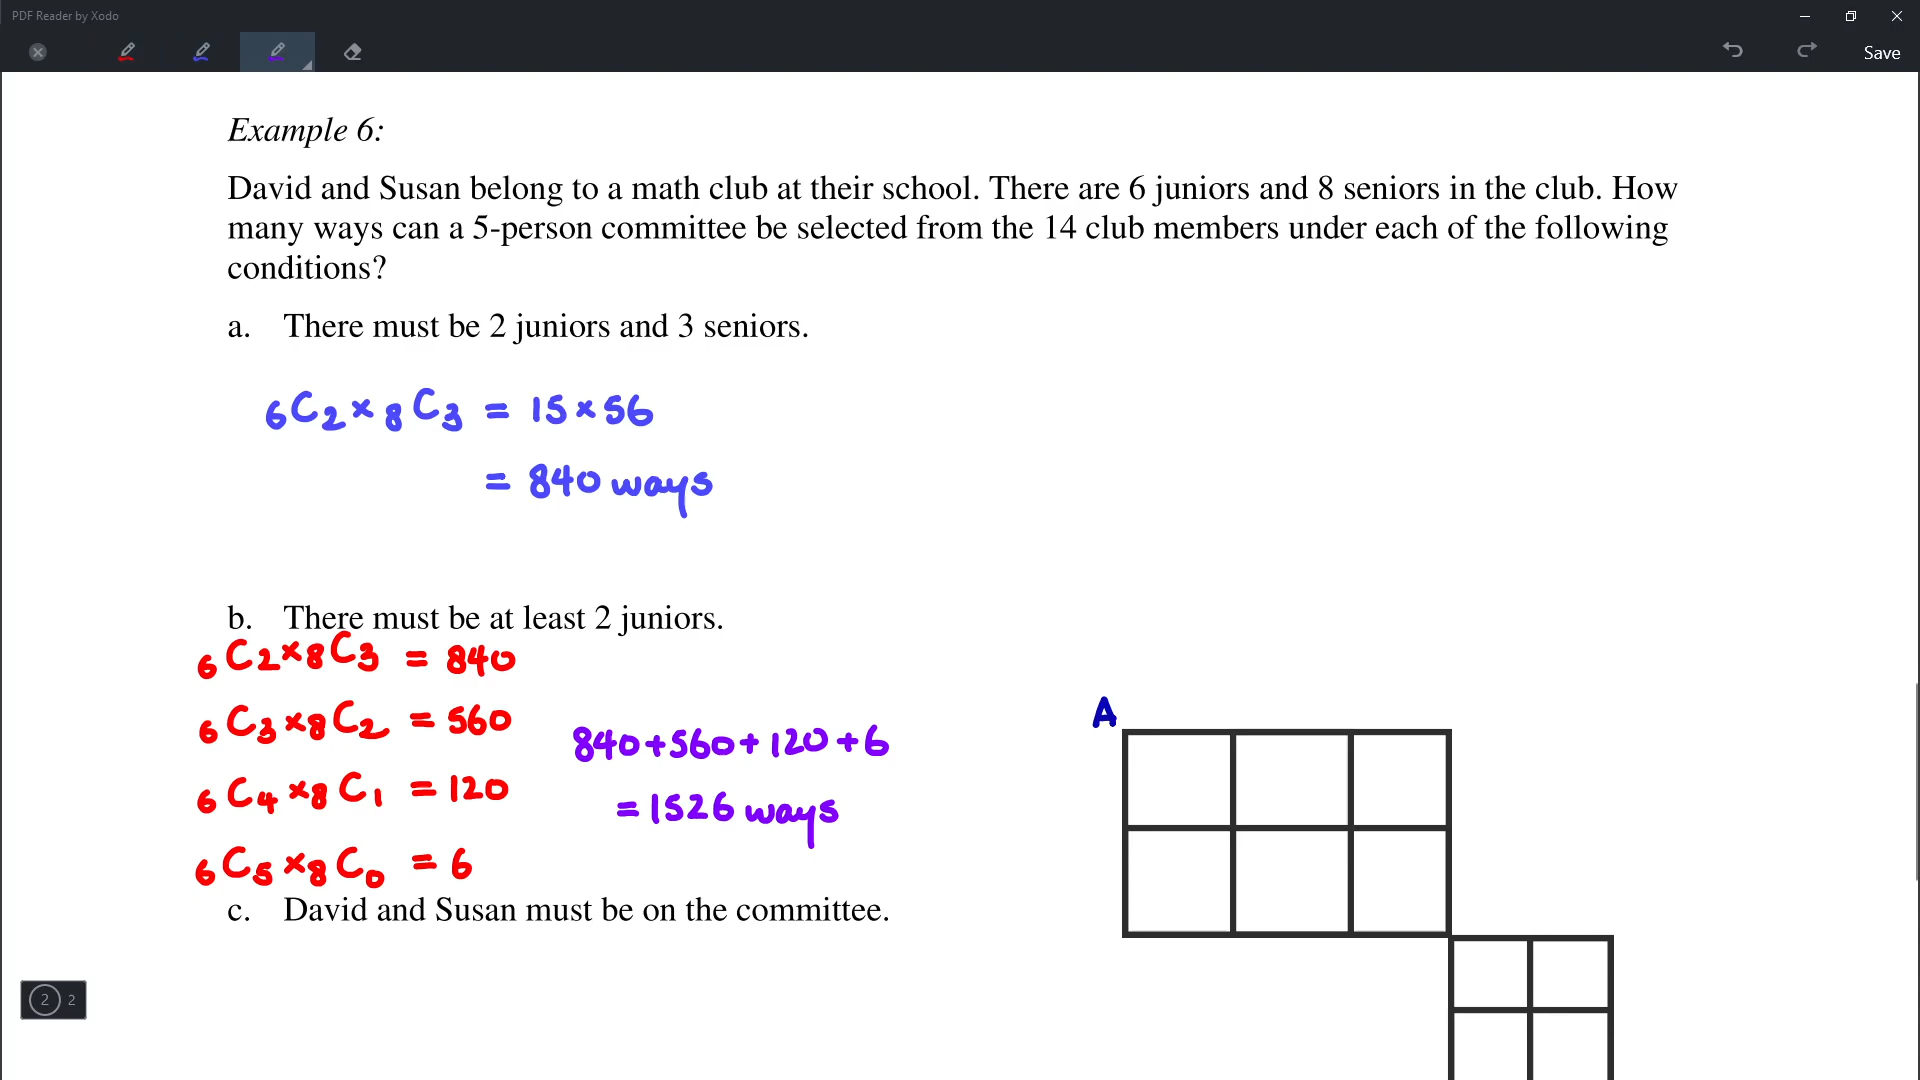 PDF Reader by Xodo
Save
Example 6:
David and Susan belong to a math club at their school. There are 6 juniors and 8 seniors in the club. How
many ways can a 5-person committee be selected from the 14 club members under each of the following
conditions?
a. There must be 2 juniors and 3 seniors.
₆C₂ × ₈C₃ = 15 × 56
= 840 ways
b. There must be at least 2 juniors.
₆C₂ × ₈C₃ = 840
₆C₃ × ₈C₂ = 560
₆C₄ × ₈C₁ = 120
₆C₅ × ₈C₀ = 6
840 + 560 + 120 + 6
= 1526 ways
A
c. David and Susan must be on the committee.
2 2